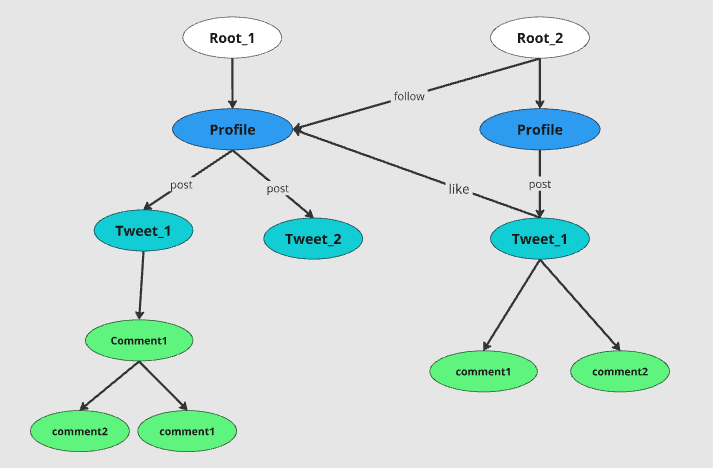 Root_1
Root_2
follow
Profile
Profile
post
post
like
post
Tweet_1
Tweet_2
Tweet_1
Comment1
comment1
comment2
comment2
comment1